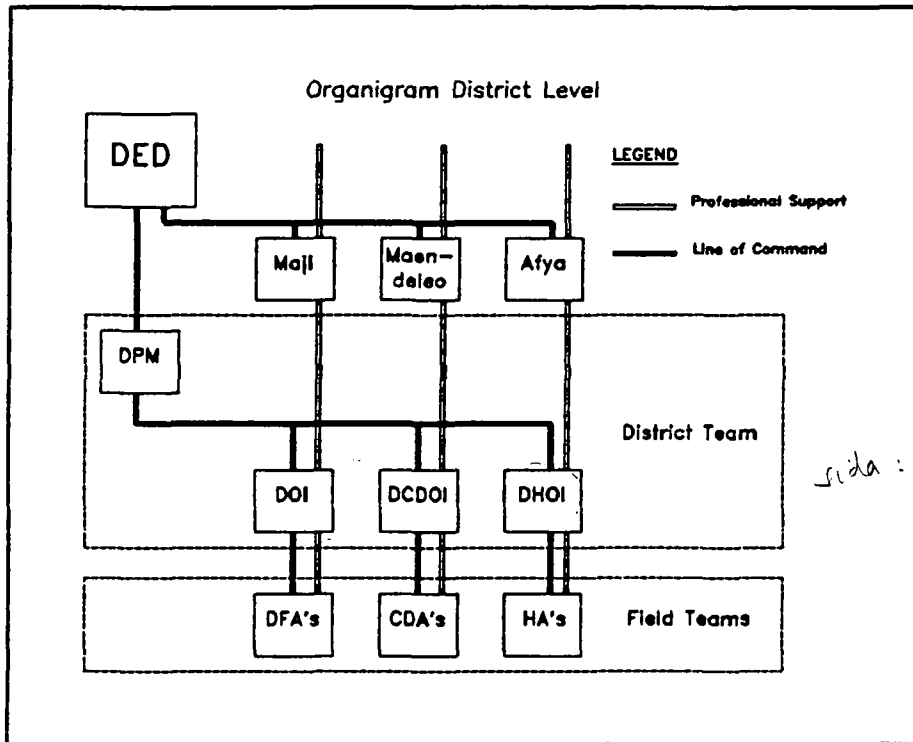 Organigram District Level
DED
LEGEND
Professional Support
Line of Command
Maji
Maen-
deleo
Afya
DPM
District Team
DOI
DCDOI
DHOI
sida :
DFA's
CDA's
HA's
Field Teams